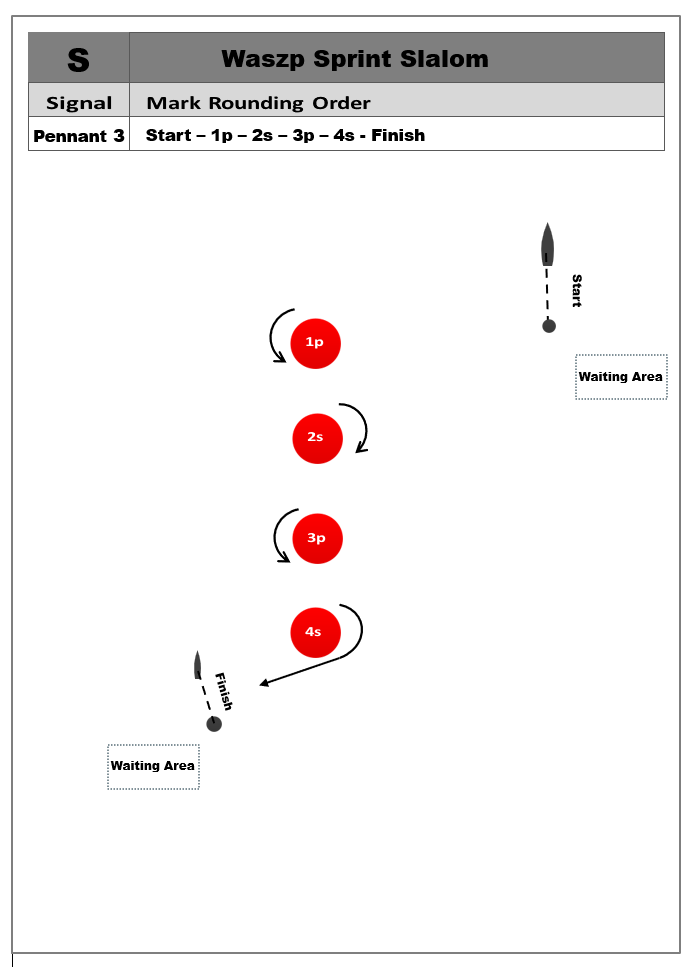 S
Waszp Sprint Slalom
Signal
Mark Rounding Order
Pennant 3
Start – 1p – 2s – 3p – 4s - Finish
Start
1p
Waiting Area
2s
3p
4s
Finish
Waiting Area